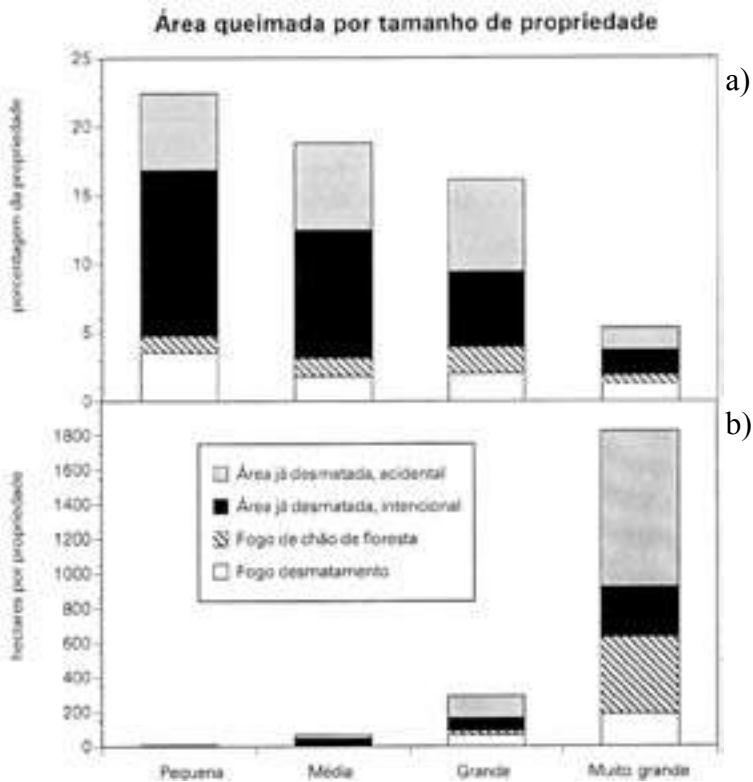 Área queimada por tamanho de propriedade
a)
porcentagem da propriedade
25
20
15
10
5
0
b)
hectares por propriedade
1800
1600
1400
1200
1000
800
600
400
200
0
Área já desmatada, acidental
Área já desmatada, intencional
Fogo de chão de floresta
Fogo desmatamento
Pequena
Média
Grande
Muito grande